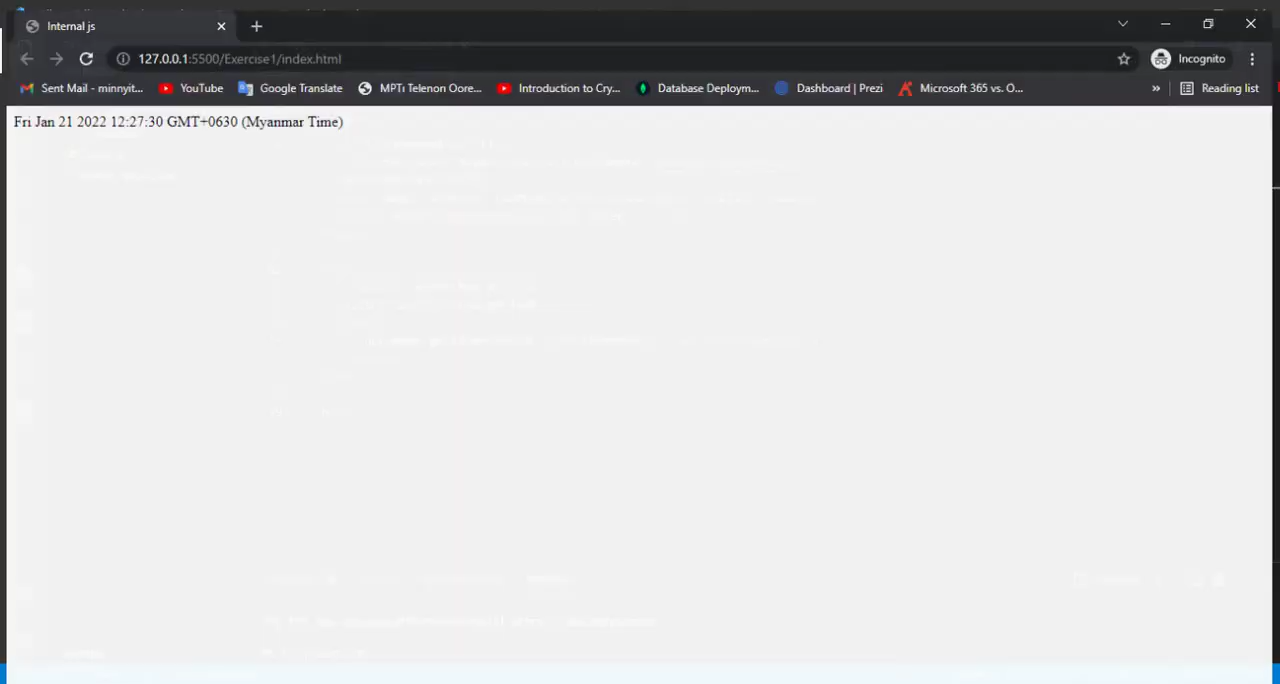 Internal js
127.0.0.1:5500/Exercise1/index.html
Incognito
Sent Mail - minnyit... YouTube Google Translate MPTi Telenon Oore... Introduction to Cry... Database Deploym... Dashboard | Prezi Microsoft 365 vs. O... » Reading list
Fri Jan 21 2022 12:27:30 GMT+0630 (Myanmar Time)